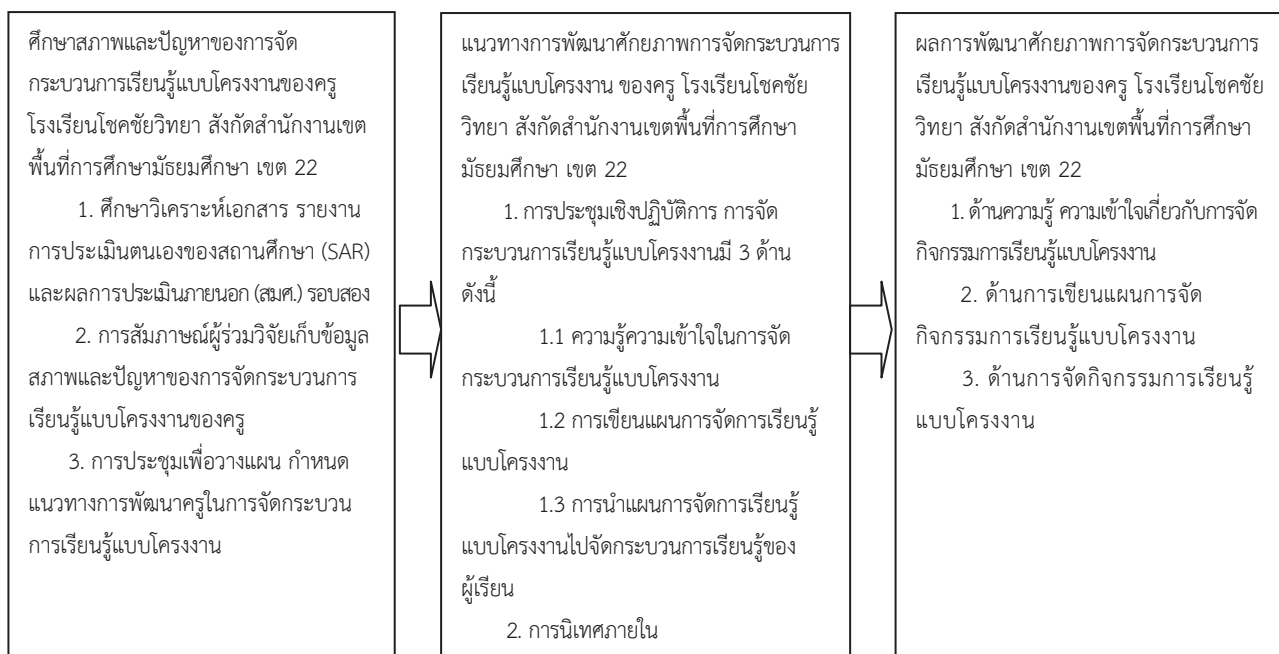 ศึกษาสภาพและปัญหาของการจัด
กระบวนการเรียนรู้แบบโครงงานของครู
โรงเรียนโชคชัยวิทยา สังกัดสำนักงานเขต
พื้นที่การศึกษามัธยมศึกษา เขต 22
1. ศึกษาวิเคราะห์เอกสาร รายงาน
การประเมินตนเองของสถานศึกษา (SAR)
และผลการประเมินภายนอก (สมศ.) รอบสอง
2. การสัมภาษณ์ผู้ร่วมวิจัยเก็บข้อมูล
สภาพและปัญหาของการจัดกระบวนการ
เรียนรู้แบบโครงงานของครู
3. การประชุมเพื่อวางแผน กำหนด
แนวทางการพัฒนาครูในการจัดกระบวน
การเรียนรู้แบบโครงงาน
แนวทางการพัฒนาศักยภาพการจัดกระบวนการ
เรียนรู้แบบโครงงาน ของครู โรงเรียนโชคชัย
วิทยา สังกัดสำนักงานเขตพื้นที่การศึกษา
มัธยมศึกษา เขต 22
1. การประชุมเชิงปฏิบัติการ การจัด
กระบวนการเรียนรู้แบบโครงงานมี 3 ด้าน
ดังนี้
1.1 ความรู้ความเข้าใจในการจัด
กระบวนการเรียนรู้แบบโครงงาน
1.2 การเขียนแผนการจัดการเรียนรู้
แบบโครงงาน
1.3 การนำแผนการจัดการเรียนรู้
แบบโครงงานไปจัดกระบวนการเรียนรู้ของ
ผู้เรียน
2. การนิเทศภายใน
ผลการพัฒนาศักยภาพการจัดกระบวนการ
เรียนรู้แบบโครงงานของครู โรงเรียนโชคชัย
วิทยา สังกัดสำนักงานเขตพื้นที่การศึกษา
มัธยมศึกษา เขต 22
1. ด้านความรู้ ความเข้าใจเกี่ยวกับการจัด
กิจกรรมการเรียนรู้แบบโครงงาน
2. ด้านการเขียนแผนการจัด
กิจกรรมการเรียนรู้แบบโครงงาน
3. ด้านการจัดกิจกรรมการเรียนรู้
แบบโครงงาน